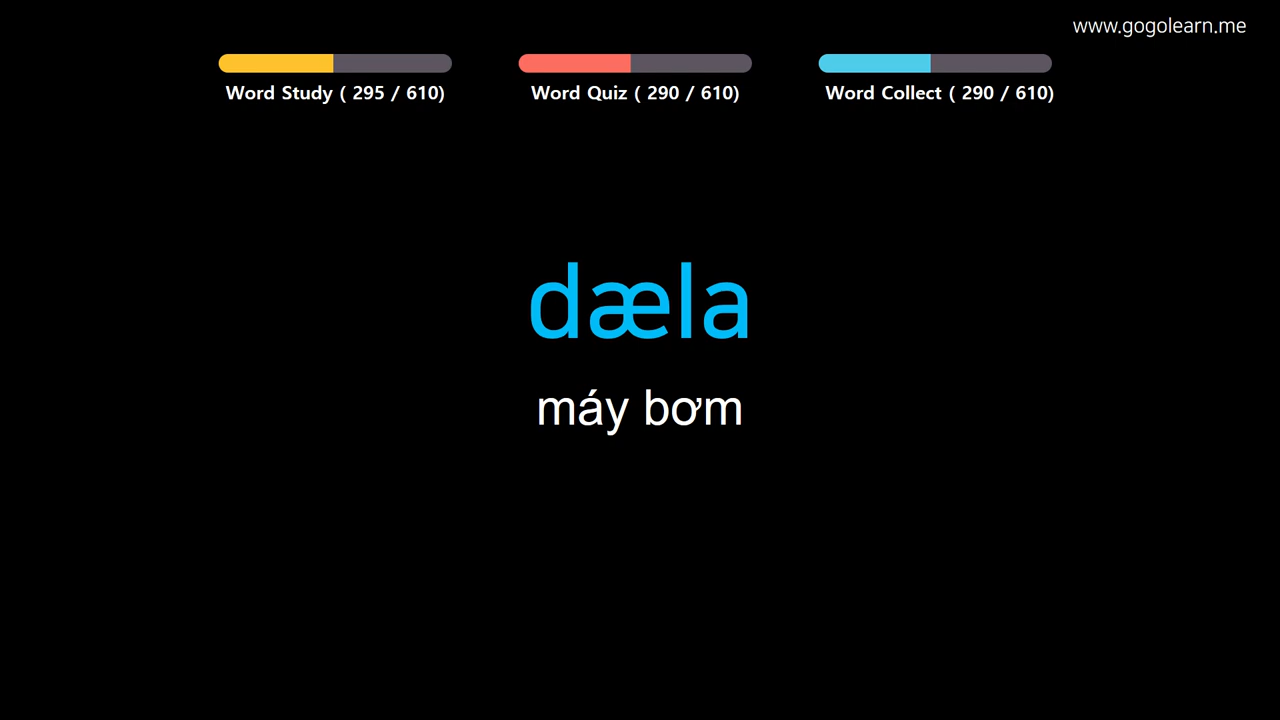 www.gogolearn.me
Word Study ( 295 / 610)
Word Quiz ( 290 / 610)
Word Collect ( 290 / 610)
dæla
máy bơm